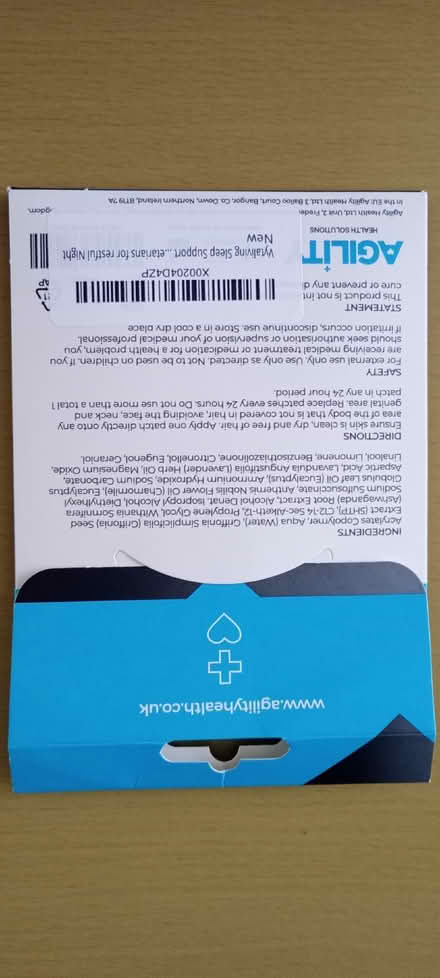 www.agilityhealth.co.uk
INGREDIENTS
Acrylates Copolymer, Aqua (Water), Griffonia Simplicifolia (Griffonia) Seed
Extract (5HTP), C12-14-Sec-Alketh-12, Propylene Glycol, Withania Somnifera
(Ashwagandha) Root Extract, Alcohol Denat, Isopropyl Alcohol, Diethylhexyl
Sodium Sulfosuccinate, Anthemis Nobilis Flower Oil (Chamomile), Eucalyptus
Globulus Leaf Oil (Eucalyptus), Ammonium Hydroxide, Sodium Carbonate,
Aspartic Acid, Lavandula Angustifolia (Lavender) Herb Oil, Magnesium Oxide,
Linalool, Limonene, Benzisothiazolinone, Citronellol, Eugenol, Geraniol.
DIRECTIONS
Ensure skin is clean, dry and free of hair. Apply one patch directly onto any
area of the body that is not covered in hair, avoiding the face, neck and
genital area. Replace patches every 24 hours. Do not use more than a total 1
patch in any 24 hour period.
SAFETY
For external use only. Use only as directed. Not to be used on children. If you
are receiving medical treatment or medication for a health problem, you
should seek authorisation or supervision of your medical professional.
If irritation occurs, discontinue use. Store in a cool dry place
STATEMENT
This product is not int
cure or prevent any di
X0020404ZP
Vytaliving Sleep Support ...etarians for restful Night
New
AGILITY
HEALTH SOLUTIONS
Agility Health Ltd, Unit 2, Freder gdom.
In the EU: Agility Health Ltd, 3 Balloo Court, Bangor, Co. Down, Northern Ireland, BT19 7A